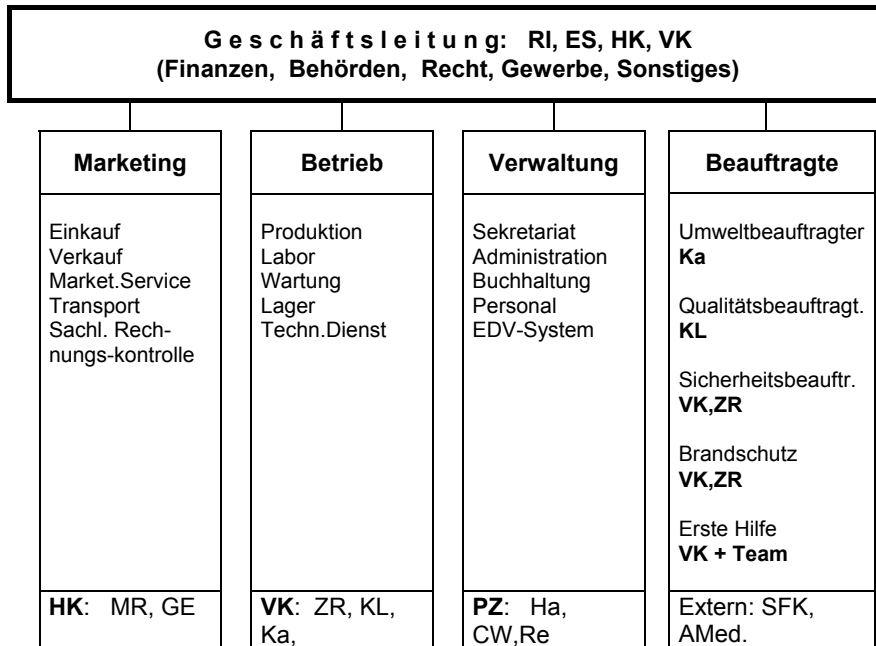 G e s c h ä f t s l e i t u n g: RI, ES, HK, VK
(Finanzen, Behörden, Recht, Gewerbe, Sonstiges)
Marketing
Einkauf
Verkauf
Market.Service
Transport
Sachl. Rech-
nungs-kontrolle
HK: MR, GE
Betrieb
Produktion
Labor
Wartung
Lager
Techn.Dienst
VK: ZR, KL,
Ka,
Verwaltung
Sekretariat
Administration
Buchhaltung
Personal
EDV-System
PZ: Ha,
CW,Re
Beauftragte
Umweltbeauftragter
Ka
Qualitätsbeauftragt.
KL
Sicherheitsbeauftr.
VK,ZR
Brandschutz
VK,ZR
Erste Hilfe
VK + Team
Extern: SFK,
AMed.